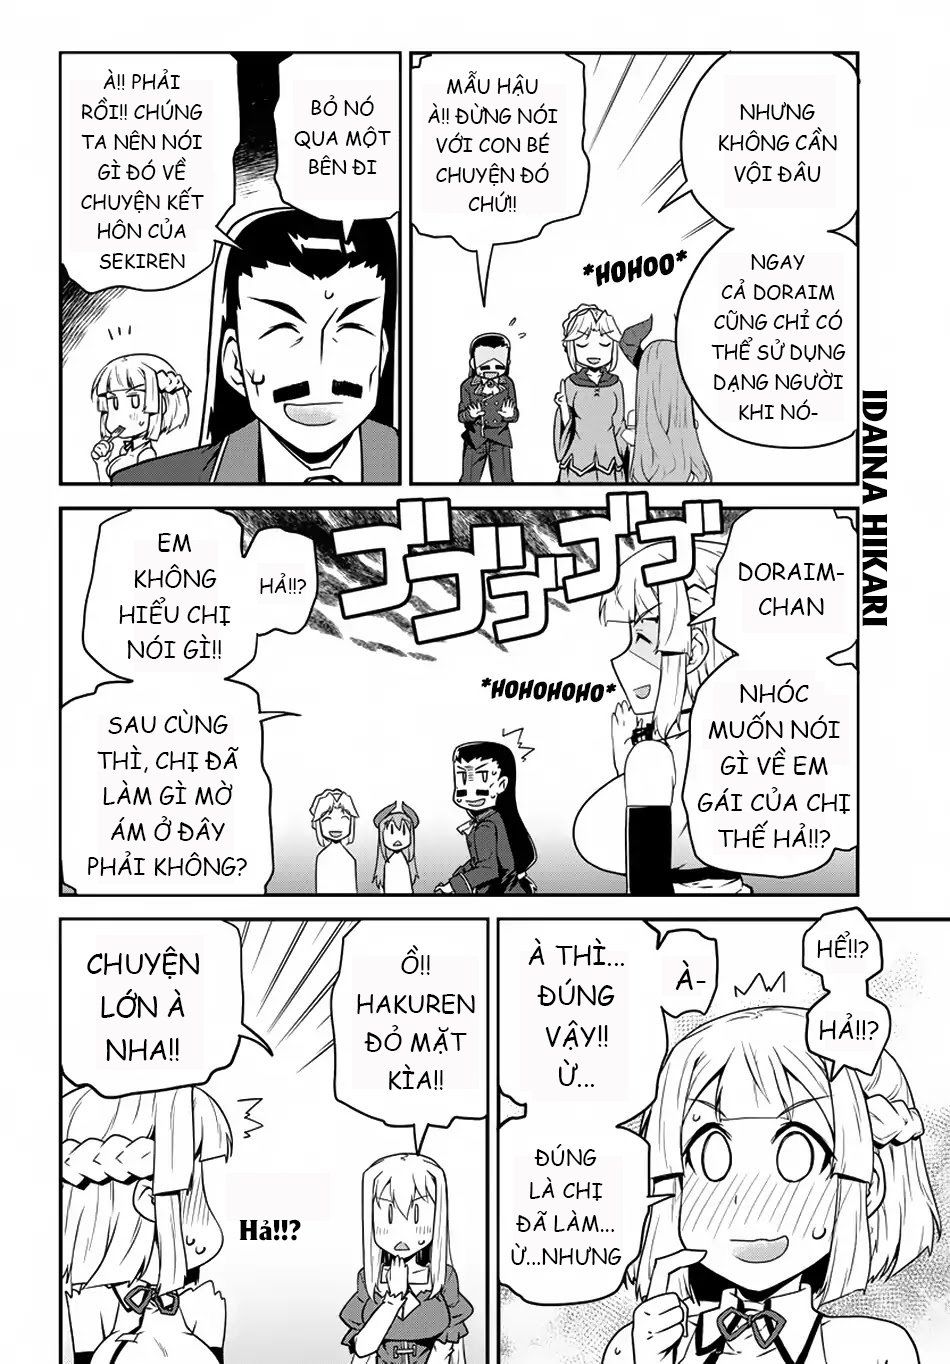 NHƯNG
KHÔNG CẦN
VỘI ĐÂU
NGAY
CẢ DORAIM
CŨNG CHỈ CÓ
THỂ SỬ DỤNG
DẠNG NGƯỜI
KHI NÓ-
MẪU HẬU
À!! ĐỪNG NÓI
VỚI CON BÉ
CHUYỆN ĐÓ
CHỨ!!
*HOHOO*
BỎ NÓ
QUA MỘT
BÊN ĐI
À!! PHẢI
RỒI!! CHÚNG
TA NÊN NÓI
GÌ ĐÓ VỀ
CHUYỆN KẾT
HÔN CỦA
SEKIREN
IDAINA HIKARI
DORAIM-
CHAN
NHÓC
MUỐN NÓI
GÌ VỀ EM
GÁI CỦA CHỊ
THẾ HẢ!!?
ゴゴゴゴゴ
*HOHOHOHO*
HẢ!!?
EM
KHÔNG
HIỂU CHỊ
NÓI GÌ!!
SAU CÙNG
THÌ, CHỊ ĐÃ
LÀM GÌ MỜ
ÁM Ở ĐÂY
PHẢI KHÔNG?
HỂ!!?
HẢ!!?
À-
À THÌ...
ĐÚNG
VẬY!!
Ừ...
ĐÚNG
LÀ CHỊ
ĐÃ LÀM...
Ừ...NHƯNG
Ồ!!
HAKUREN
ĐỎ MẶT
KÌA!!
CHUYỆN
LỚN À
NHA!!
HẢ!!?